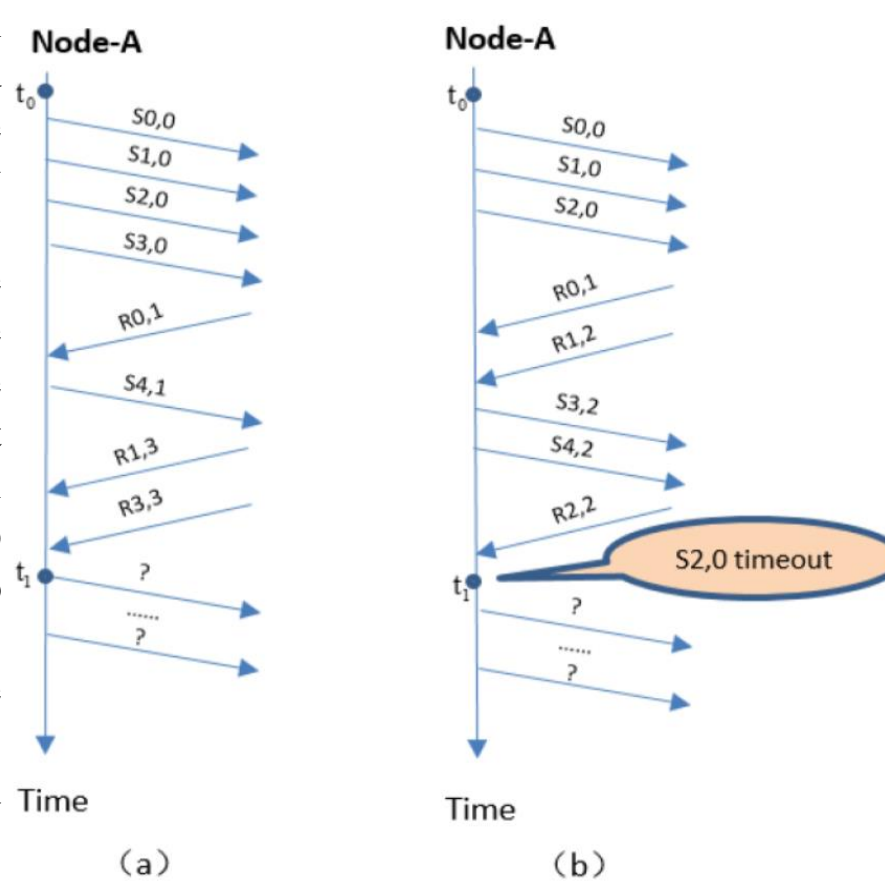 Node-A
t0
S0,0
S1,0
S2,0
S3,0
R0,1
S4,1
R1,3
R3,3
t1
?
......
?
Time
（a）
Node-A
t0
S0,0
S1,0
S2,0
R0,1
R1,2
S3,2
S4,2
R2,2
S2,0 timeout
t1
?
......
?
Time
（b）